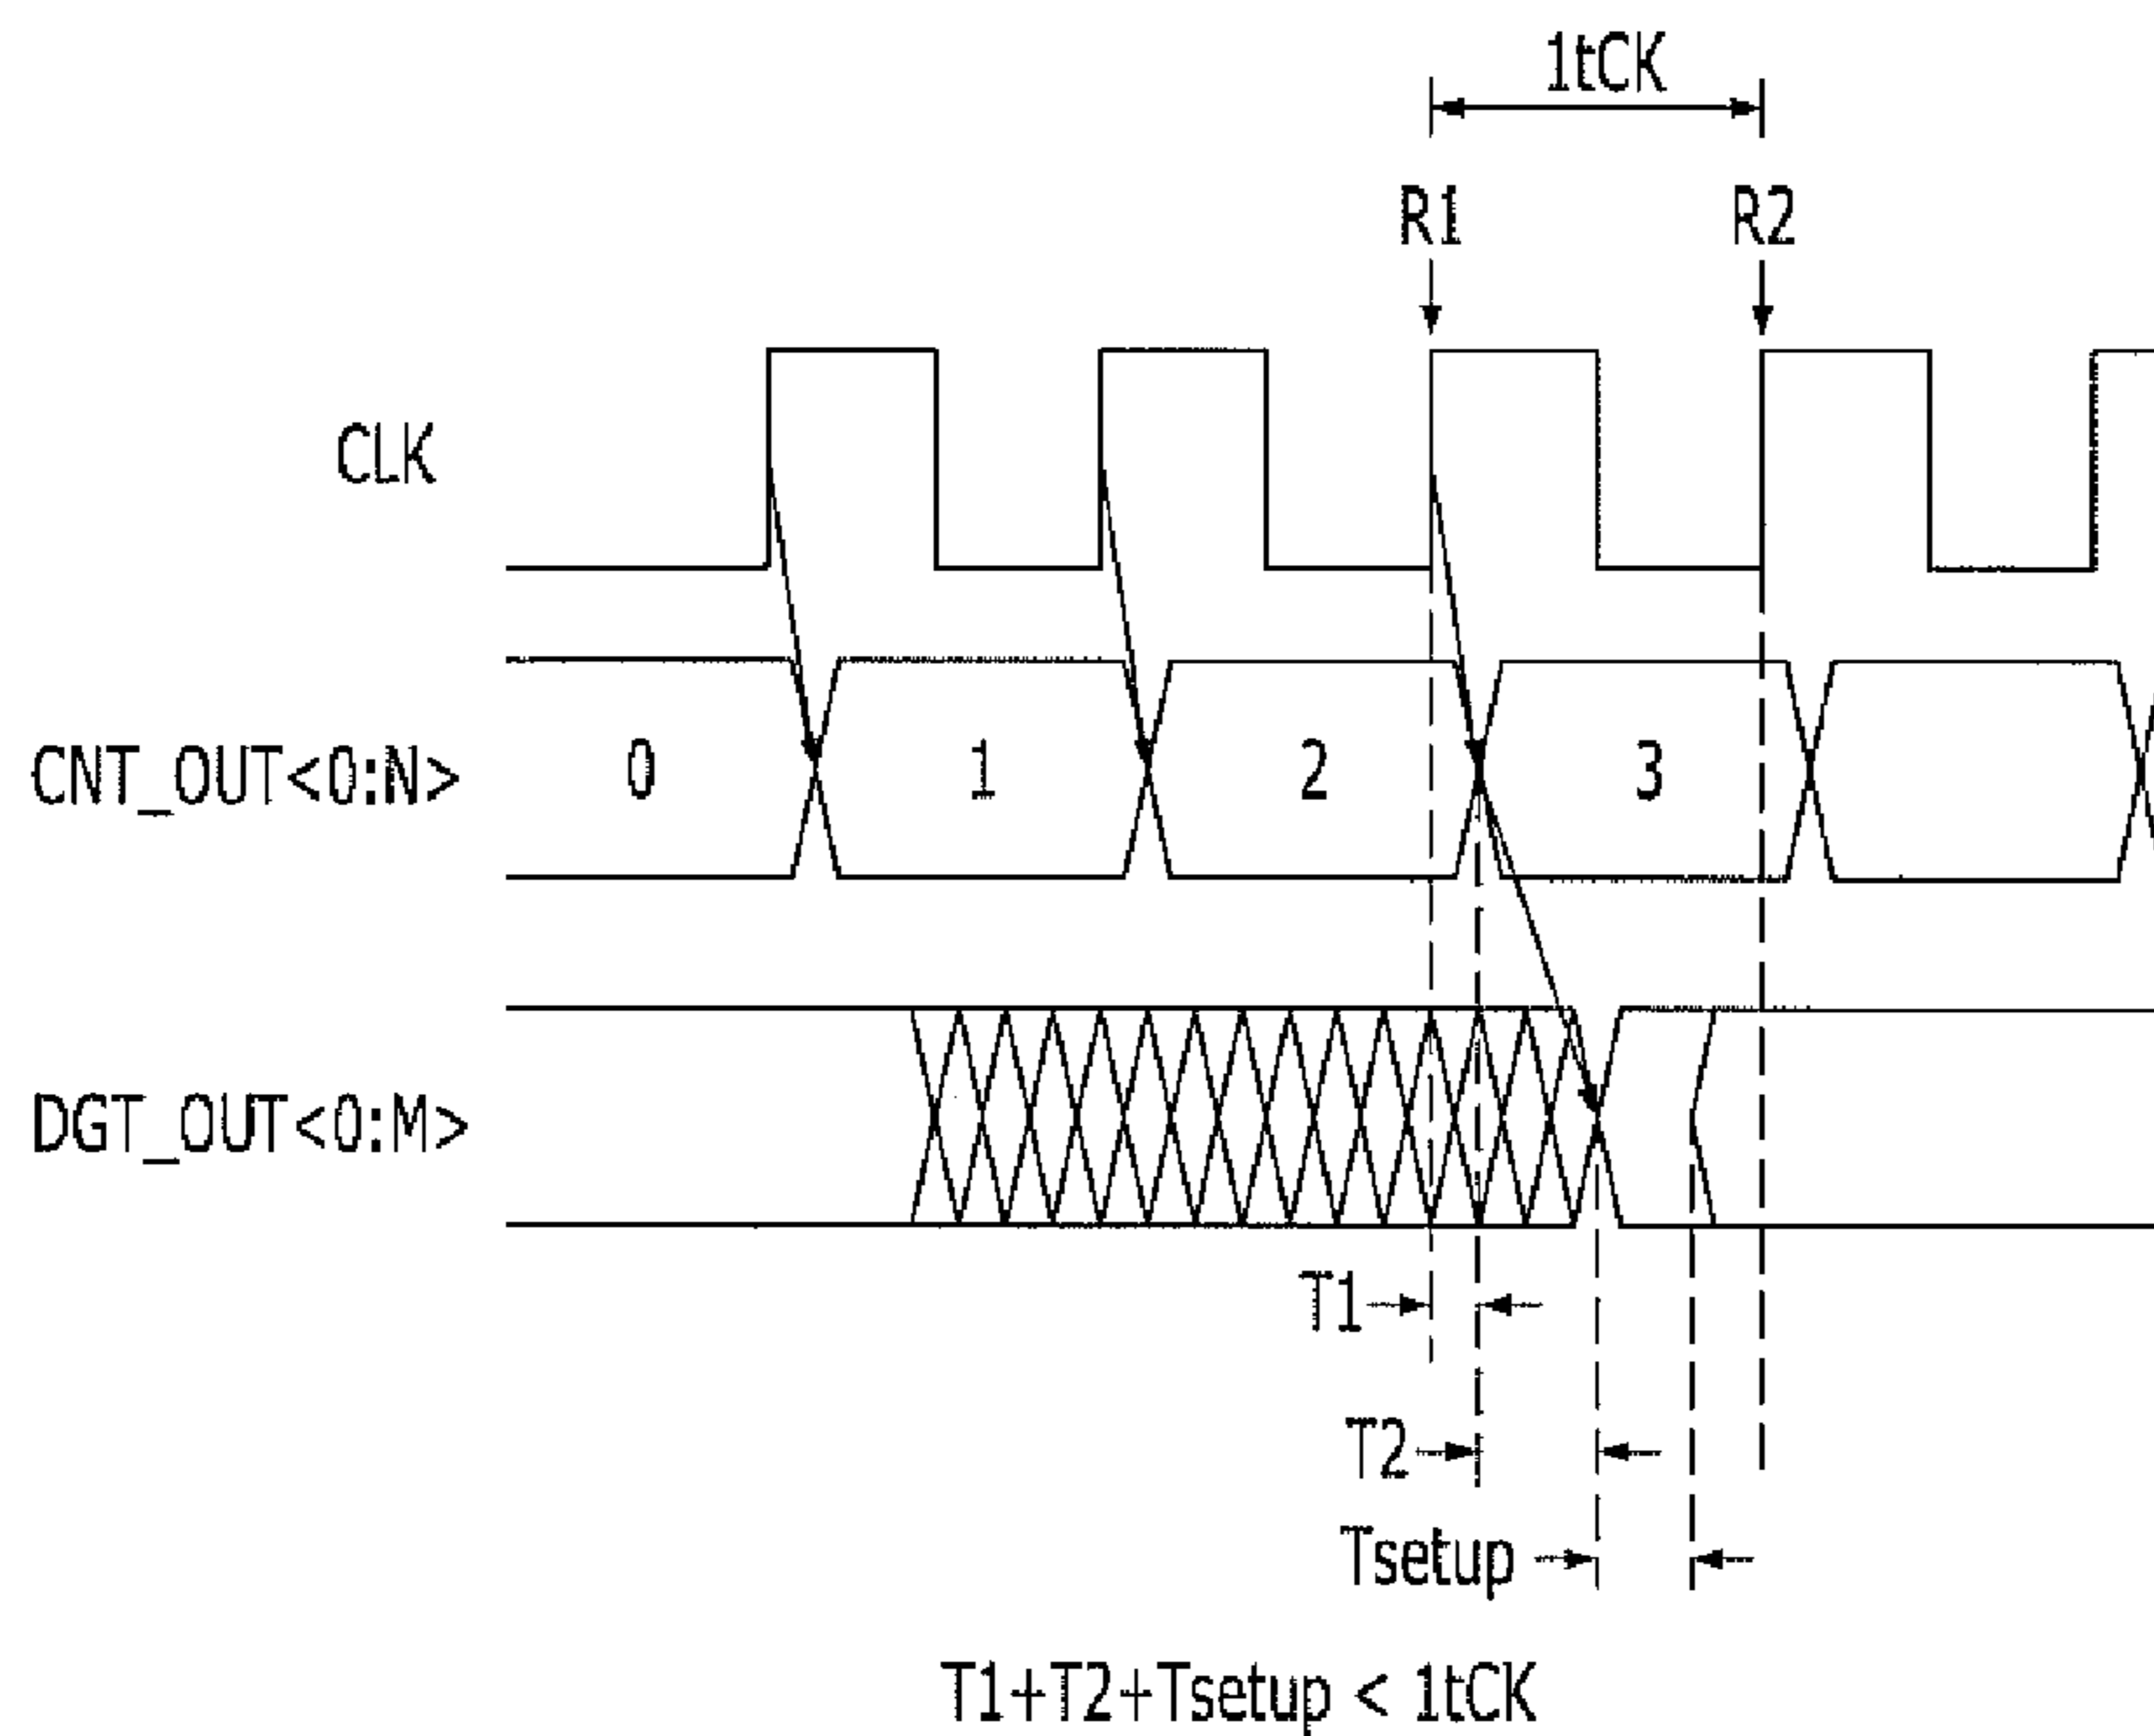 1tCK
R1 R2
CLK
CNT_OUT<0:N> 0 1 2 3
DGT_OUT<0:M>
T1
T2
Tsetup
T1+T2+Tsetup < 1tCK